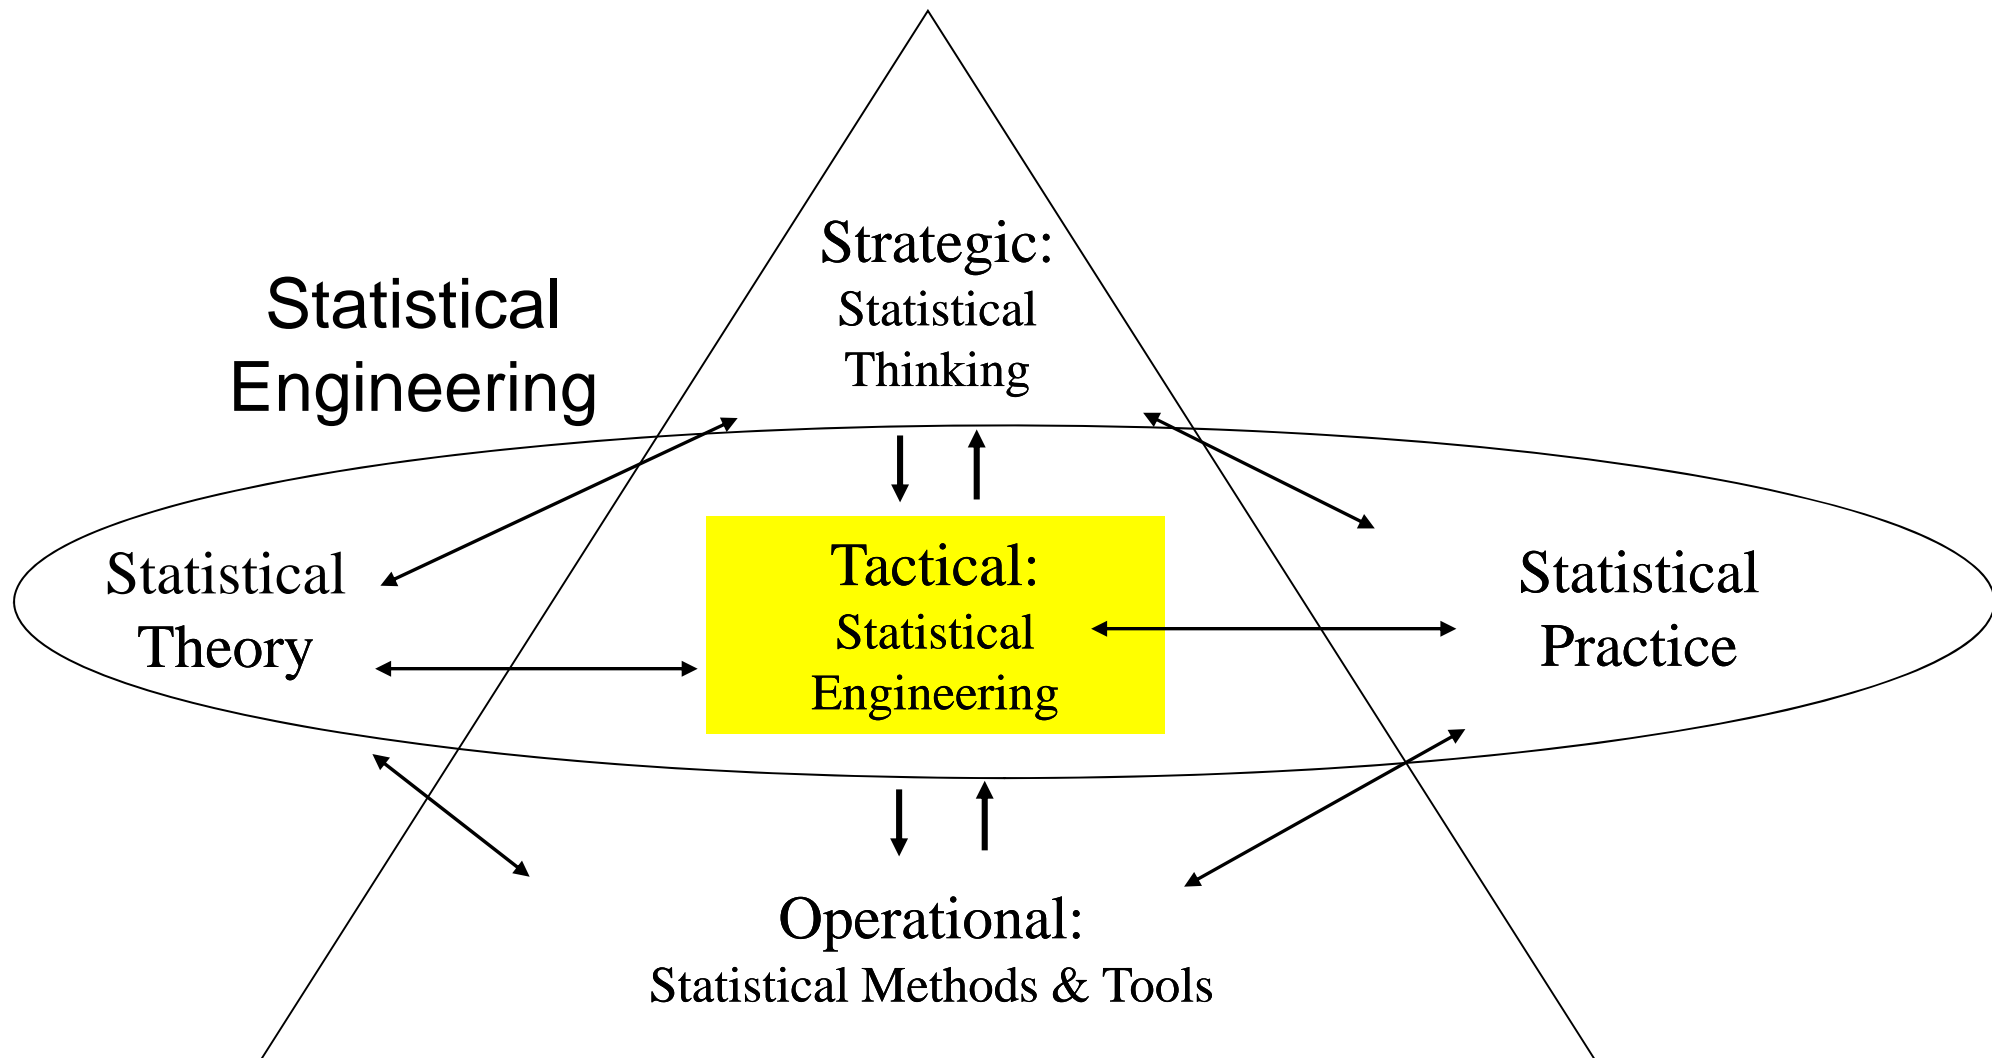 Statistical
Engineering
Strategic:
Statistical
Thinking
Statistical
Theory
Tactical:
Statistical
Engineering
Statistical
Practice
Operational:
Statistical Methods & Tools